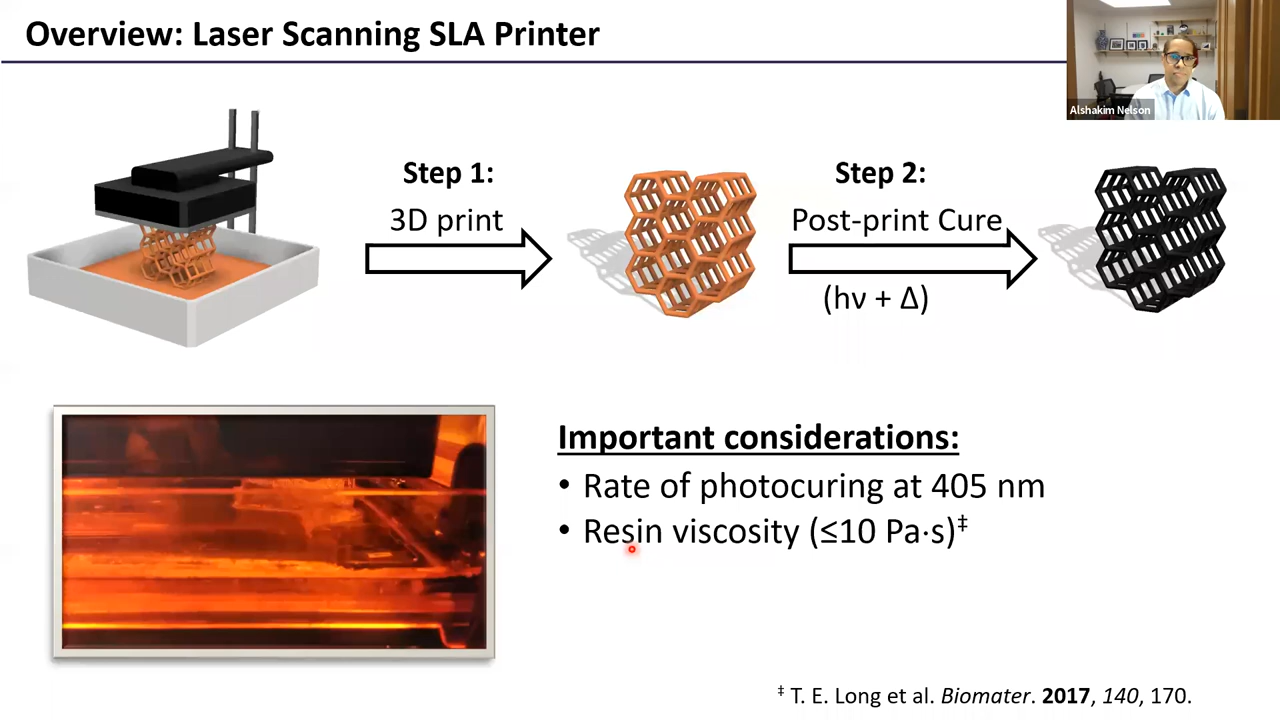 Overview: Laser Scanning SLA Printer
Alshakim Nelson
Step 1:
3D print
Step 2:
Post-print Cure
(hν + Δ)
Important considerations:
• Rate of photocuring at 405 nm
• Resin viscosity (≤10 Pa·s)‡
‡ T. E. Long et al. Biomater. 2017, 140, 170.